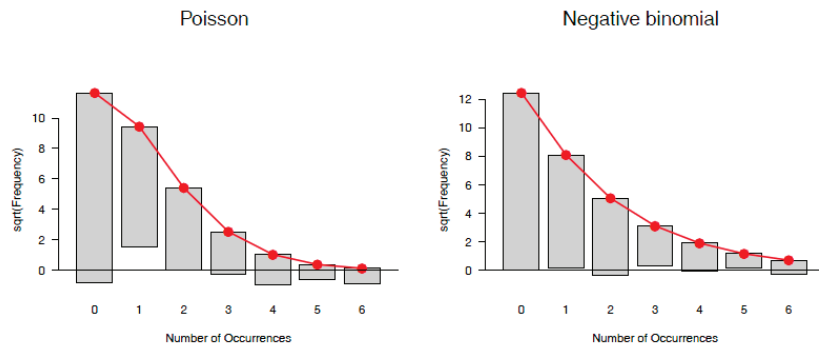 Poisson
Negative binomial
sqrt(Frequency)
10
8
6
4
2
0
0 1 2 3 4 5 6
Number of Occurrences
sqrt(Frequency)
12
10
8
6
4
2
0
0 1 2 3 4 5 6
Number of Occurrences